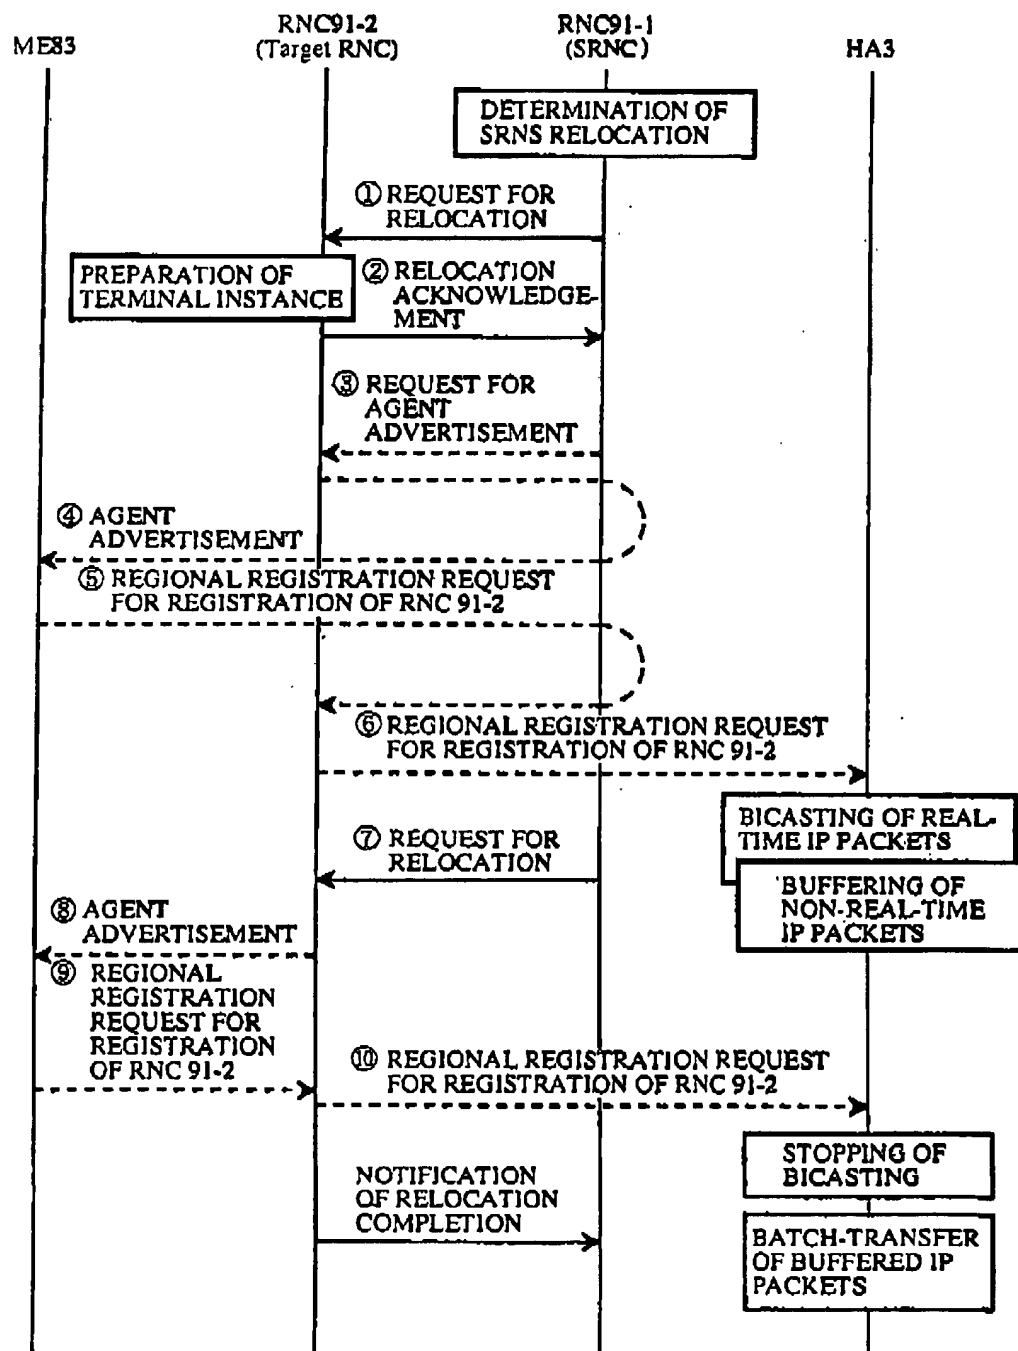 ME83
RNC91-2
(Target RNC)
RNC91-1
(SRNC)
HA3
DETERMINATION OF
SRNS RELOCATION
① REQUEST FOR
RELOCATION
PREPARATION OF
TERMINAL INSTANCE
② RELOCATION
ACKNOWLEDGE-
MENT
③ REQUEST FOR
AGENT
ADVERTISEMENT
④ AGENT
ADVERTISEMENT
⑤ REGIONAL REGISTRATION REQUEST
FOR REGISTRATION OF RNC 91-2
⑥ REGIONAL REGISTRATION REQUEST
FOR REGISTRATION OF RNC 91-2
BICASTING OF REAL-
TIME IP PACKETS
⑦ REQUEST FOR
RELOCATION
BUFFERING OF
NON-REAL-TIME
IP PACKETS
⑧ AGENT
ADVERTISEMENT
⑨ REGIONAL
REGISTRATION
REQUEST FOR
REGISTRATION
OF RNC 91-2
⑩ REGIONAL REGISTRATION REQUEST
FOR REGISTRATION OF RNC 91-2
STOPPING OF
BICASTING
NOTIFICATION
OF RELOCATION
COMPLETION
BATCH-TRANSFER
OF BUFFERED IP
PACKETS